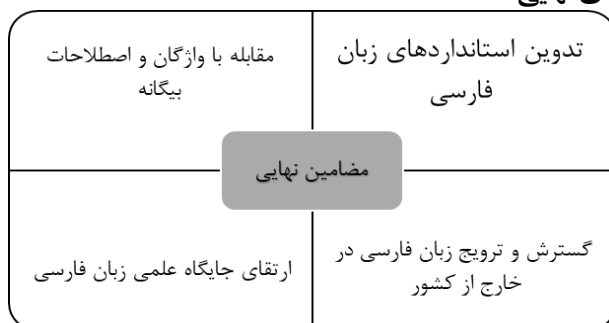 تدوین استانداردهای زبان
فارسی
مقابله با واژگان و اصطلاحات
بیگانه
مضامین نهایی
گسترش و ترویج زبان فارسی در
خارج از کشور
ارتقای جایگاه علمی زبان فارسی